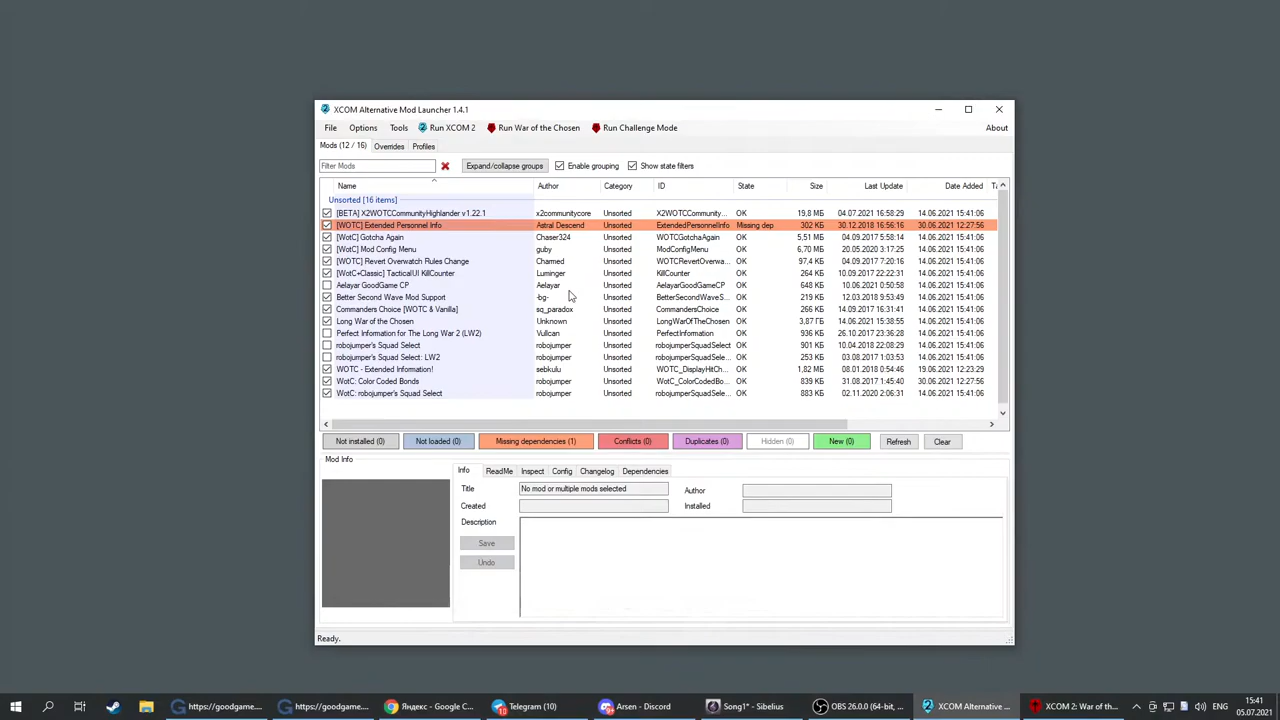 XCOM Alternative Mod Launcher 1.4.1
File Options Tools Run XCOM 2 Run War of the Chosen Run Challenge Mode About
Mods (12 / 16) Overrides Profiles
Filter Mods Expand/collapse groups Enable grouping Show state filters
Name Author Category ID State Size Last Update Date Added
Unsorted [16 items]
[BETA] X2WOTCCommunityHighlander v1.22.1 x2communitycore Unsorted X2WOTCCommunity... OK 19,8 МБ 04.07.2021 16:58:29 14.06.2021 15:41:06
[WOTC] Extended Personnel Info Astral Descend Unsorted ExtendedPersonnelInfo Missing dep 302 КБ 30.12.2018 16:56:16 30.06.2021 12:27:56
[WotC] Gotcha Again Chaser324 Unsorted WOTCGotchaAgain OK 5,51 МБ 04.09.2017 5:58:14 14.06.2021 15:41:06
[WotC] Mod Config Menu guby Unsorted ModConfigMenu OK 6,70 МБ 20.05.2020 3:17:25 14.06.2021 15:41:06
[WOTC] Revert Overwatch Rules Change Charmed Unsorted WOTCRevertOverwa... OK 97,4 КБ 04.09.2017 7:20:16 14.06.2021 15:41:06
[WotC+Classic] TacticalUI KillCounter Luminger Unsorted KillCounter OK 264 КБ 10.09.2017 22:22:31 14.06.2021 15:41:06
Aelayar GoodGame CP Aelayar Unsorted AelayarGoodGameCP OK 648 КБ 10.06.2021 0:50:58 14.06.2021 15:41:06
Better Second Wave Mod Support -bg- Unsorted BetterSecondWaveS... OK 219 КБ 12.03.2018 9:53:49 14.06.2021 15:41:06
Commanders Choice [WOTC & Vanilla] sq_paradox Unsorted CommandersChoice OK 266 КБ 14.09.2017 16:31:41 14.06.2021 15:41:06
Long War of the Chosen Unknown Unsorted LongWarOfTheChosen OK 3,87 ГБ 14.06.2021 15:38:55 14.06.2021 15:41:06
Perfect Information for The Long War 2 (LW2) Vullcan Unsorted PerfectInformation OK 936 КБ 26.10.2017 23:36:37 14.06.2021 15:41:06
robojumper's Squad Select robojumper Unsorted robojumperSquadSelect OK 901 КБ 10.04.2018 22:08:29 14.06.2021 15:41:06
robojumper's Squad Select: LW2 robojumper Unsorted robojumperSquadSele... OK 223 КБ 03.08.2017 1:03:53 14.06.2021 15:41:06
WOTC - Extended Information! sebkulu Unsorted WOTC_DisplayHitCh... OK 1,82 МБ 08.01.2018 0:54:46 19.06.2021 12:23:29
WotC: Color Coded Bonds robojumper Unsorted WotC_ColorCodedBo... OK 839 КБ 31.08.2017 1:45:40 30.06.2021 12:27:56
WotC: robojumper's Squad Select robojumper Unsorted robojumperSquadSele... OK 883 КБ 02.11.2020 2:06:31 14.06.2021 15:41:06
Not installed (0) Not loaded (0) Missing dependencies (1) Conflicts (0) Duplicates (0) Hidden (0) New (0) Refresh Clear
Mod Info
Info ReadMe Inspect Config Changelog Dependencies
Title No mod or multiple mods selected Author
Created Installed
Description
Save
Undo
Ready.
https://goodgame.... https://goodgame.... Яндекс - Google C... Telegram (10) Arsen - Discord Song1* - Sibelius OBS 26.0.0 (64-bit, ... XCOM Alternative ... XCOM 2: War of th... ENG 15:41
05.07.2021